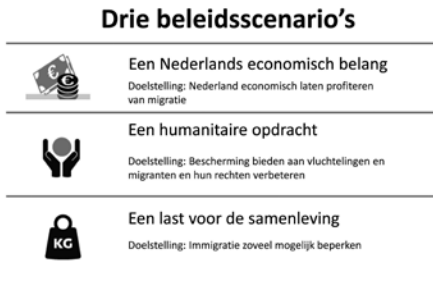 Drie beleidsscenario’s
Een Nederlands economisch belang
Doelstelling: Nederland economisch laten profiteren
van migratie
Een humanitaire opdracht
Doelstelling: Bescherming bieden aan vluchtelingen en
migranten en hun rechten verbeteren
KG
Een last voor de samenleving
Doelstelling: Immigratie zoveel mogelijk beperken